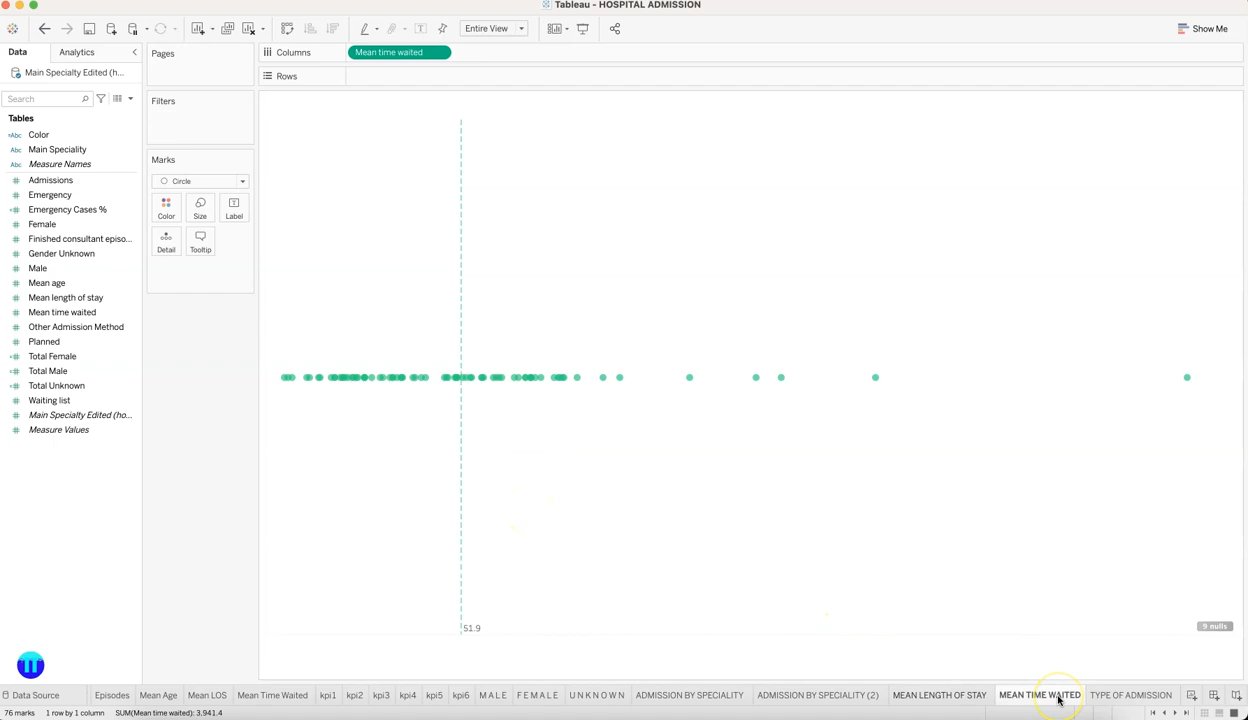 Tableau - HOSPITAL ADMISSION
Entire View
Show Me
Data
Analytics
Main Specialty Edited (h...
Search
Tables
=Abc Color
Abc Main Speciality
Abc Measure Names
# Admissions
# Emergency
=# Emergency Cases %
# Female
# Finished consultant episo...
# Gender Unknown
# Male
# Mean age
# Mean length of stay
# Mean time waited
# Other Admission Method
# Planned
=# Total Female
=# Total Male
=# Total Unknown
# Waiting list
# Main Specialty Edited (ho...
# Measure Values
Pages
Filters
Marks
Circle
Color
Size
Label
Detail
Tooltip
Columns
Mean time waited
Rows
51.9
9 nulls
Data Source
Episodes
Mean Age
Mean LOS
Mean Time Waited
kpi1
kpi2
kpi3
kpi4
kpi5
kpi6
M A L E
F E M A L E
U N K N O W N
ADMISSION BY SPECIALITY
ADMISSION BY SPECIALITY (2)
MEAN LENGTH OF STAY
MEAN TIME WAITED
TYPE OF ADMISSION
76 marks
1 row by 1 column
SUM(Mean time waited): 3,941.4